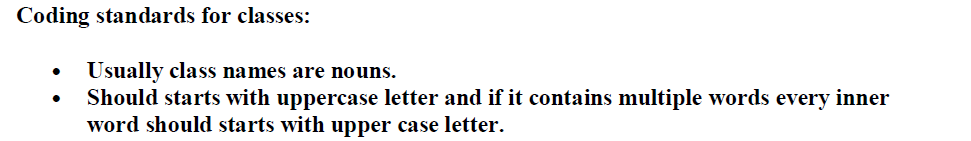 Coding standards for classes:
• Usually class names are nouns.
• Should starts with uppercase letter and if it contains multiple words every inner
word should starts with upper case letter.